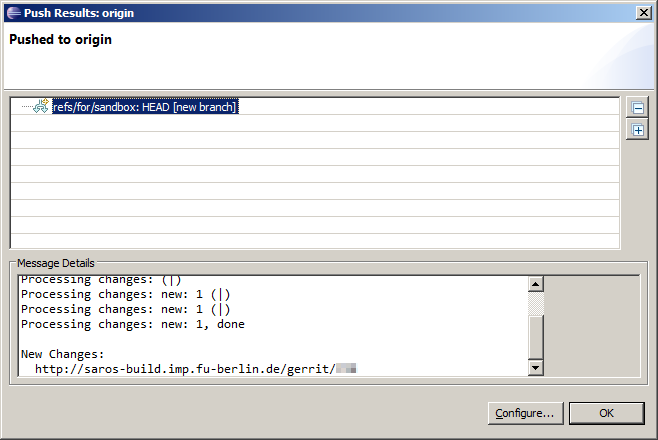 Push Results: origin
Pushed to origin
refs/for/sandbox: HEAD [new branch]
Message Details
Processing changes: (|)
Processing changes: new: 1 (|)
Processing changes: new: 1 (|)
Processing changes: new: 1, done
New Changes:
http://saros-build.imp.fu-berlin.de/gerrit/
Configure...
OK